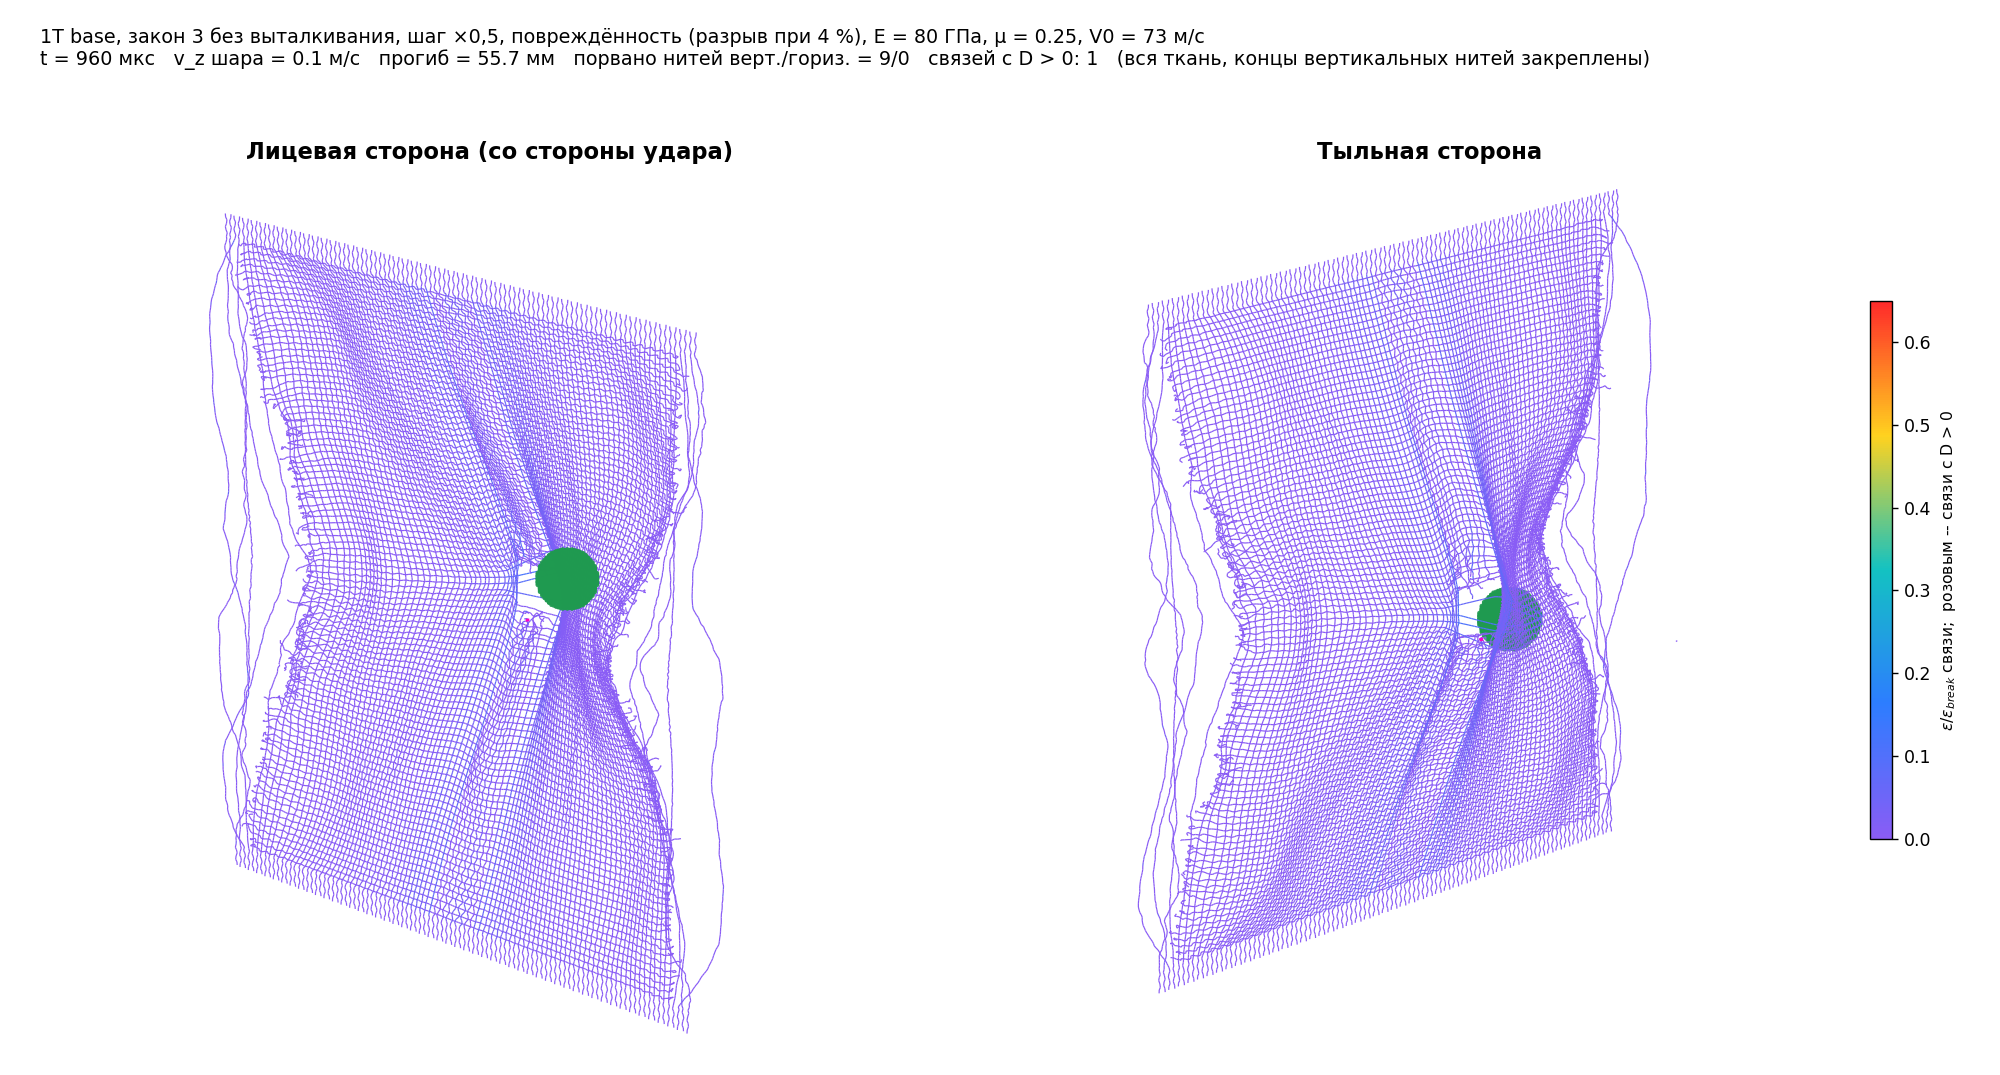 1T base, закон 3 без выталкивания, шаг ×0,5, повреждённость (разрыв при 4 %), E = 80 ГПа, μ = 0.25, V0 = 73 м/с
t = 960 мкс v_z шара = 0.1 м/с прогиб = 55.7 мм порвано нитей верт./гориз. = 9/0 связей с D > 0: 1 (вся ткань, концы вертикальных нитей закреплены)
Лицевая сторона (со стороны удара)
Тыльная сторона
0.6
0.5
0.4
0.3
0.2
0.1
0.0
ε/ε_break связи; розовым -- связи с D > 0